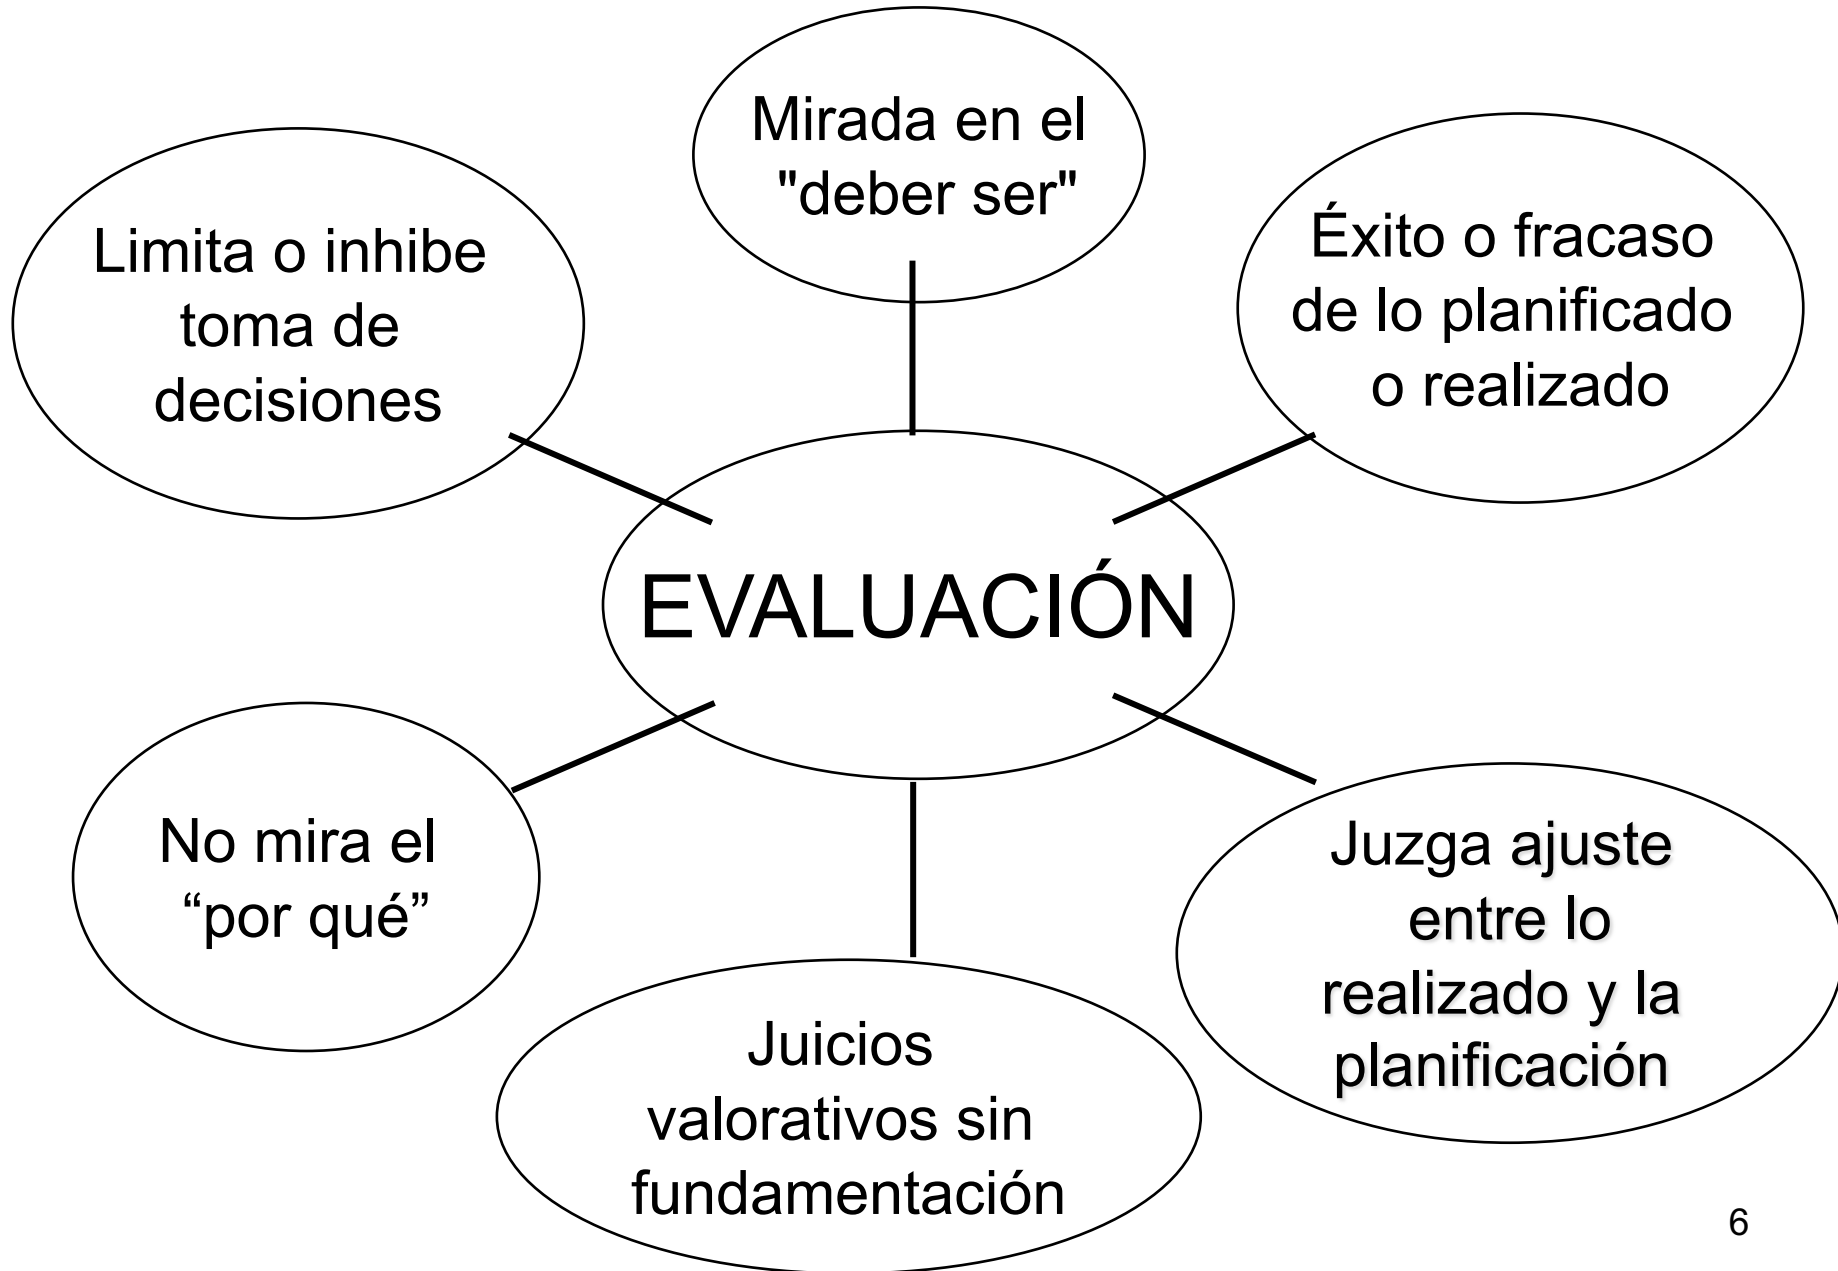 Mirada en el
"deber ser"
Limita o inhibe
toma de
decisiones
Éxito o fracaso
de lo planificado
o realizado
EVALUACIÓN
No mira el
“por qué”
Juzga ajuste
entre lo
realizado y la
planificación
Juicios
valorativos sin
fundamentación
6